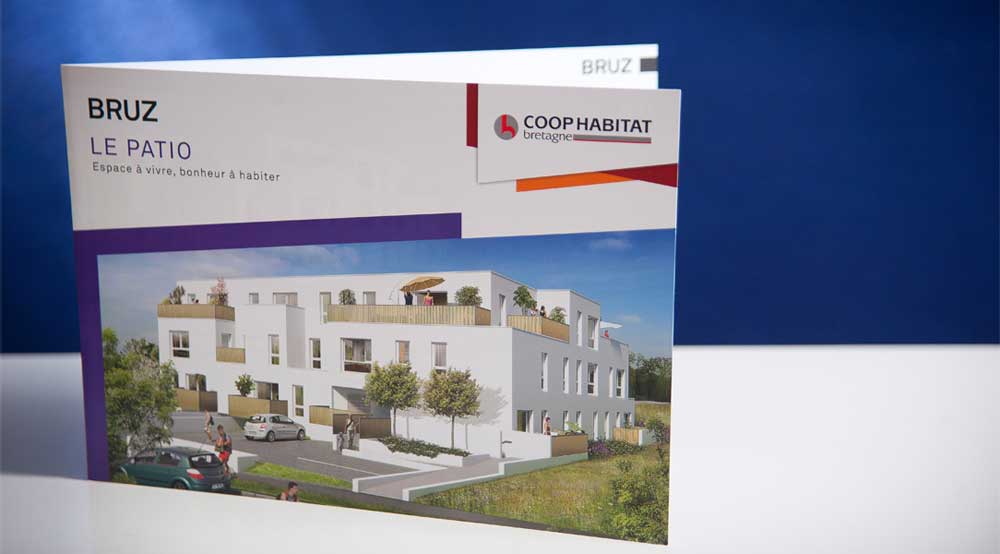 BRUZ
BRUZ
LE PATIO
Espace à vivre, bonheur à habiter
COOP HABITAT
bretagne